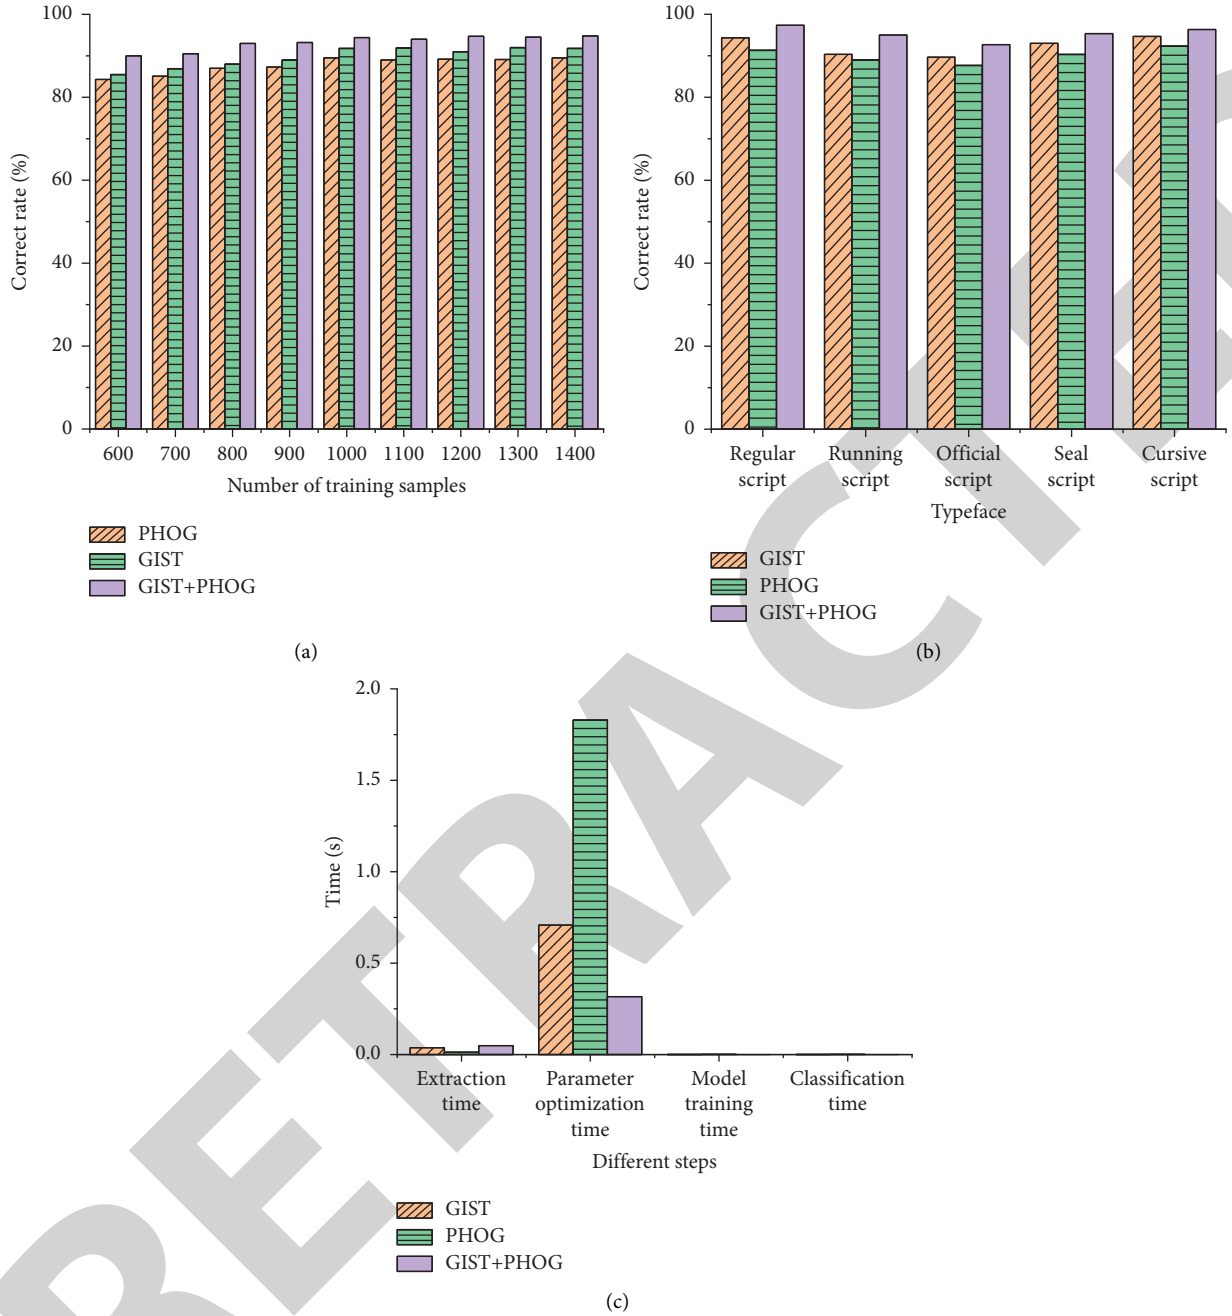 100
80
60
40
20
0
Correct rate (%)
600 700 800 900 1000 1100 1200 1300 1400
Number of training samples
PHOG
GIST
GIST+PHOG
(a)
100
80
60
40
20
0
Correct rate (%)
Regular script
Running script
Official script
Seal script
Cursive script
Typeface
GIST
PHOG
GIST+PHOG
(b)
2.0
1.5
1.0
0.5
0.0
Time (s)
Extraction time
Parameter optimization time
Model training time
Classification time
Different steps
GIST
PHOG
GIST+PHOG
(c)
RETRACTED